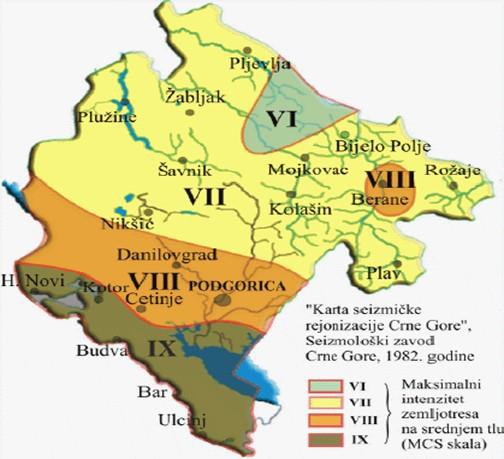 Pljevlja
Žabljak
Plužine
VI
Bijelo Polje
Šavnik
Mojkovac
VIII
Rožaje
VII
Kolašin
Berane
Nikšić
Danilovgrad
Plav
H. Novi
Kotor
VIII
PODGORICA
Cetinje
"Karta seizmičke
rejonizacije Crne Gore",
Seizmološki zavod
Crne Gore, 1982. godine
Budva
IX
Bar
Ulcinj
VI
VII
VIII
IX
Maksimalni
intenzitet
zemljotresa
na srednjem tlu
(MCS skala)